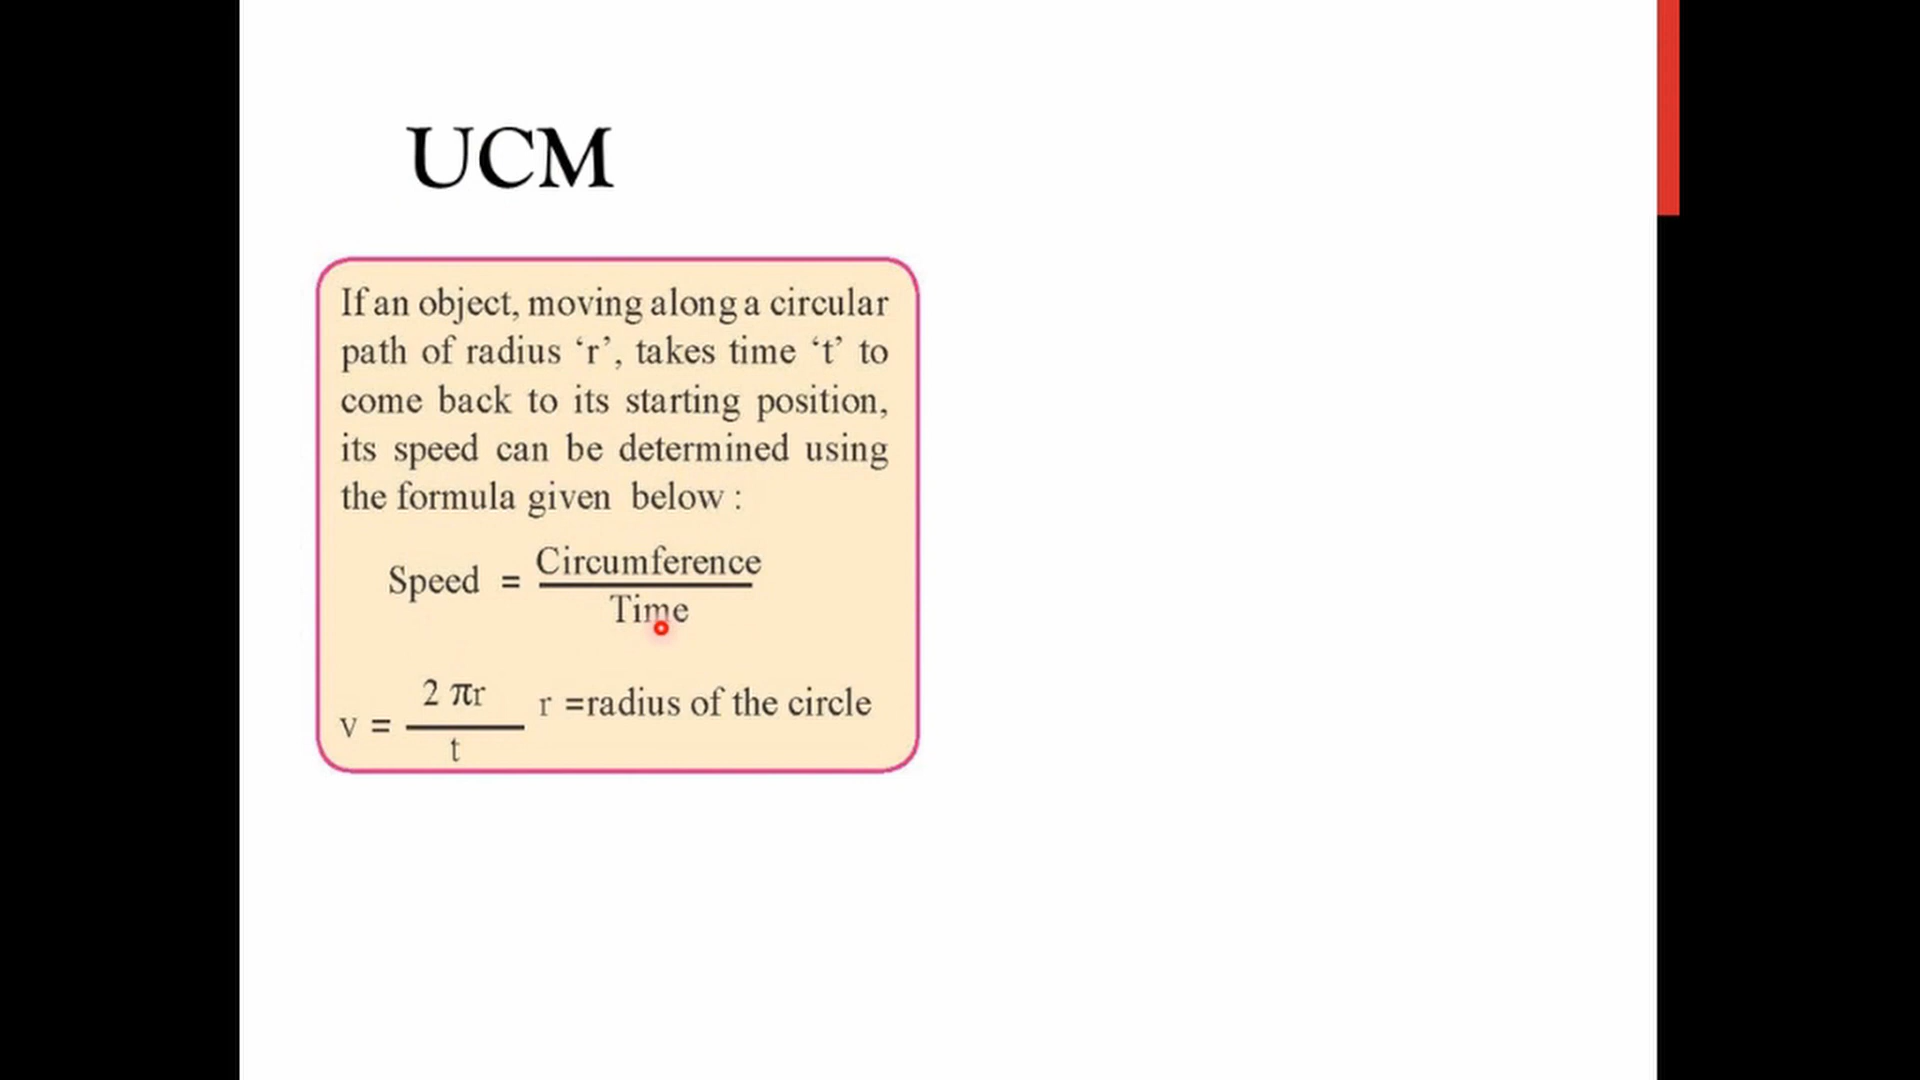 UCM
If an object, moving along a circular
path of radius ‘r’, takes time ‘t’ to
come back to its starting position,
its speed can be determined using
the formula given below :
Speed = Circumference
Time
v = 2 πr
t
r =radius of the circle